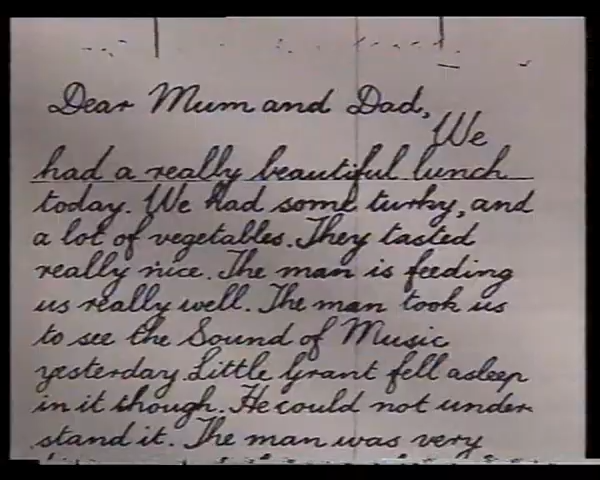 Dear Mum and Dad,
We
had a really beautiful lunch
today. We had some turky, and
a lot of vegetables. They tasted
really nice. The man is feeding
us really well. The man took us
to see the Sound of Music
yesterday. Little Grant fell asleep
in it though. He could not under-
stand it. The man was very